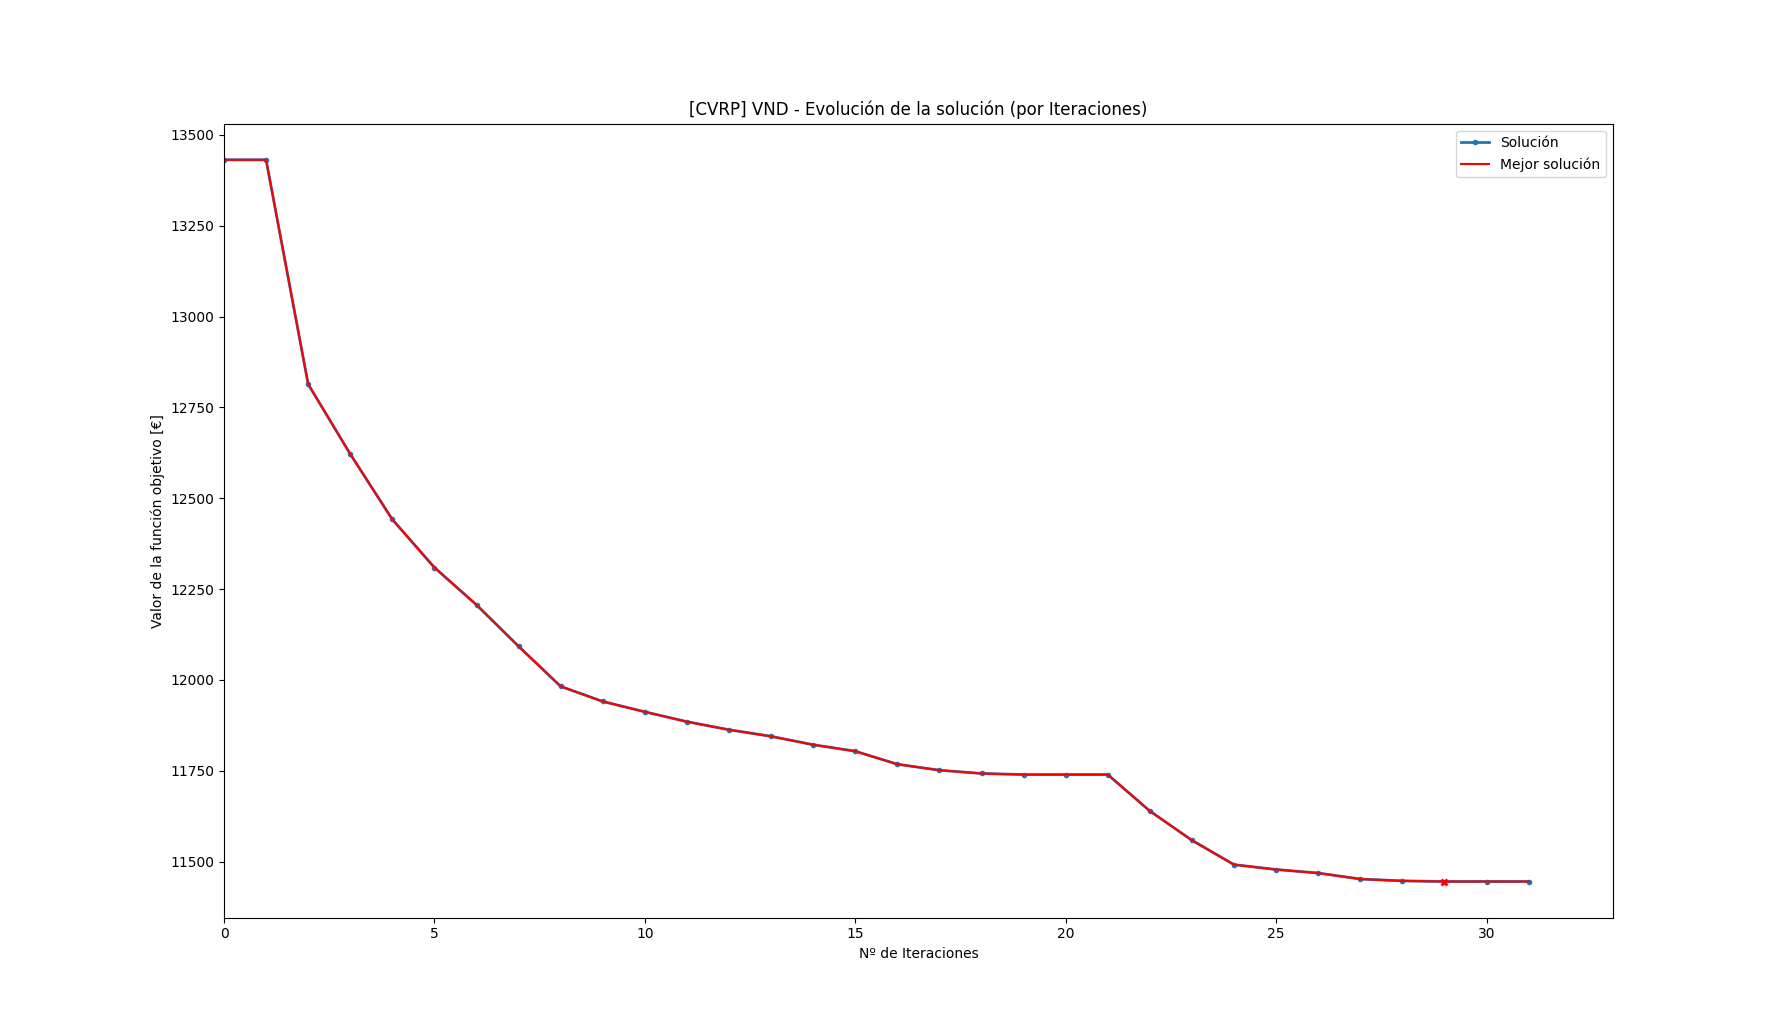 [CVRP] VND - Evolución de la solución (por Iteraciones)
Solución
Mejor solución
Valor de la función objetivo [€]
13500
13250
13000
12750
12500
12250
12000
11750
11500
0 5 10 15 20 25 30
Nº de Iteraciones